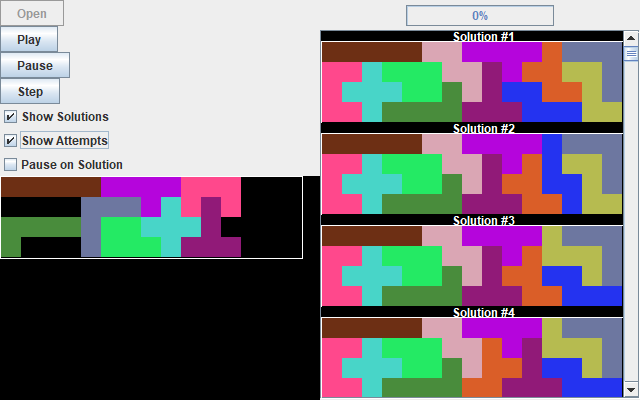 Open
Play
Pause
Step
Show Solutions
Show Attempts
Pause on Solution
0%
Solution #1
Solution #2
Solution #3
Solution #4